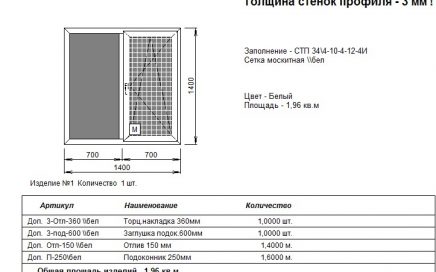 Толщина стенок профиля - 3 мм !
Заполнение - СТП 34\4-10-4-12-4И
Сетка москитная \\бел
Цвет - Белый
Площадь - 1,96 кв.м
1400
М
700 700
1400
Изделие №1 Количество 1 шт.
Артикул Наименование Количество
Доп. 3-Отл-360 \\бел Торц.накладка 360мм 1,0000 шт.
Доп. 3-под-600 \\бел Заглушка подок.600мм 1,0000 шт.
Доп. Отл-150 \\бел Отлив 150 мм 1,4000 м.
Доп. П-250\бел Подоконник 250мм 1,6000 м.
Общая площадь изделий 1,96 кв.м